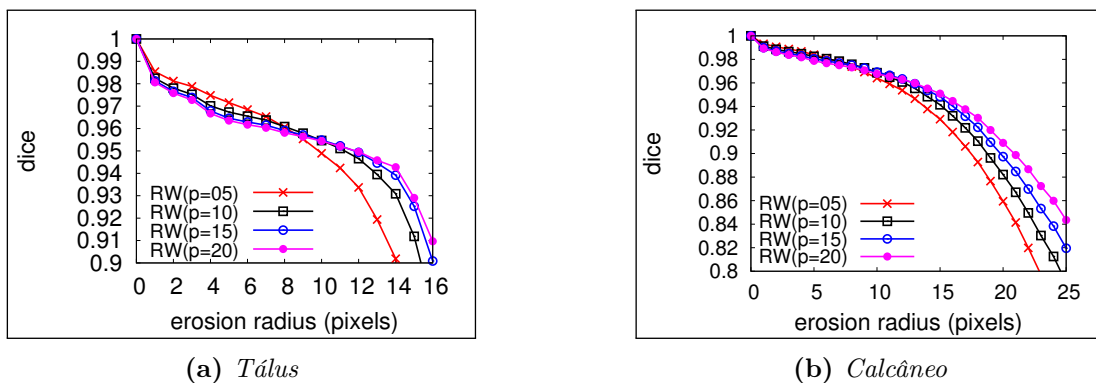 1
0.99
0.98
0.97
0.96
0.95
0.94
0.93
0.92
0.91
0.9
dice
RW(p=05)
RW(p=10)
RW(p=15)
RW(p=20)
0 2 4 6 8 10 12 14 16
erosion radius (pixels)
(a) Tálus
1
0.98
0.96
0.94
0.92
0.9
0.88
0.86
0.84
0.82
0.8
dice
RW(p=05)
RW(p=10)
RW(p=15)
RW(p=20)
0 5 10 15 20 25
erosion radius (pixels)
(b) Calcâneo